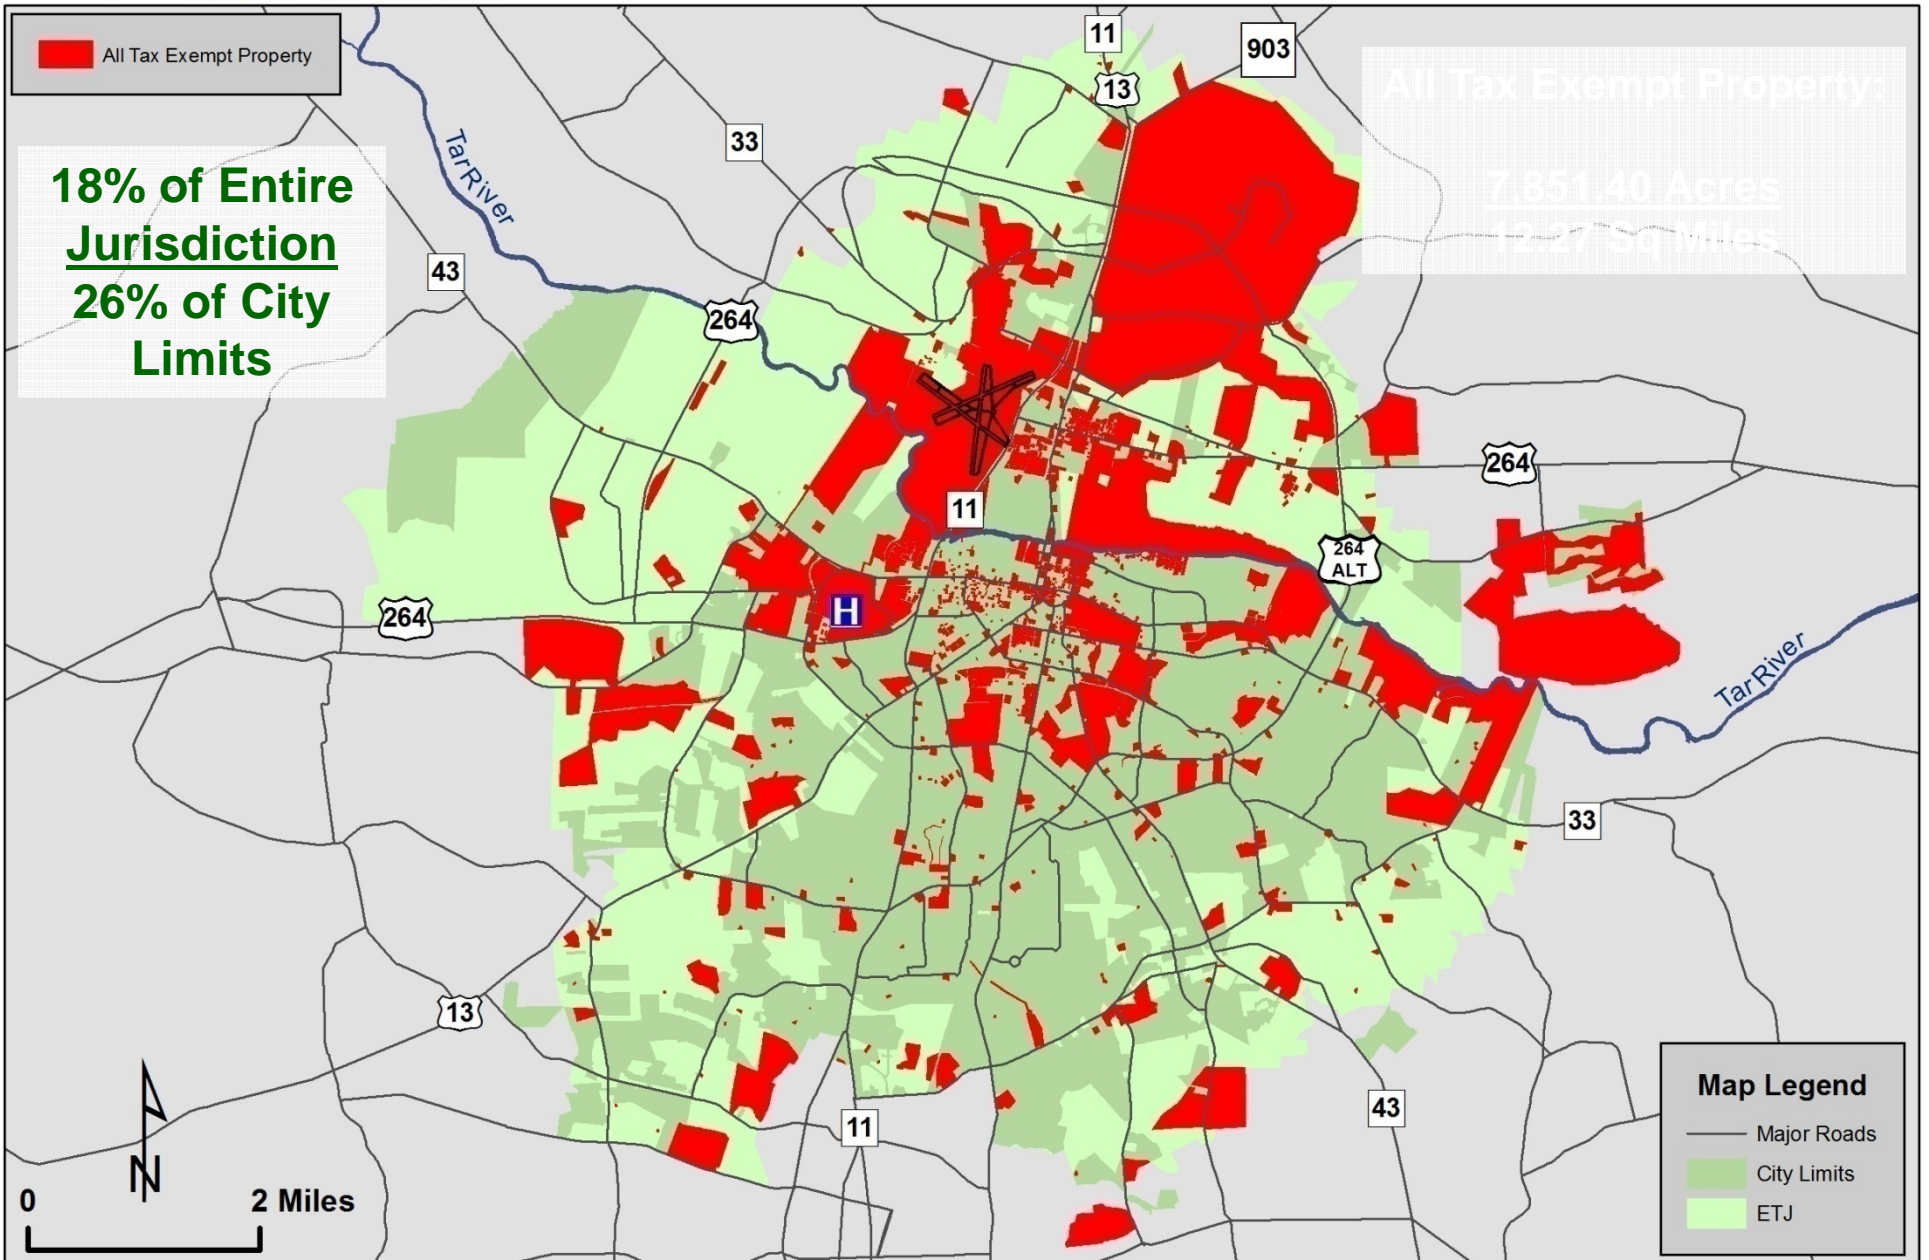 All Tax Exempt Property
11
903
13
All Tax Exempt Property:
33
7,851.40 Acres
12.27 Sq Miles
18% of Entire
Jurisdiction
26% of City
Limits
Tar River
43
264
264
11
264
ALT
H
264
Tar River
33
13
11
43
Map Legend
Major Roads
City Limits
ETJ
N
0
2 Miles